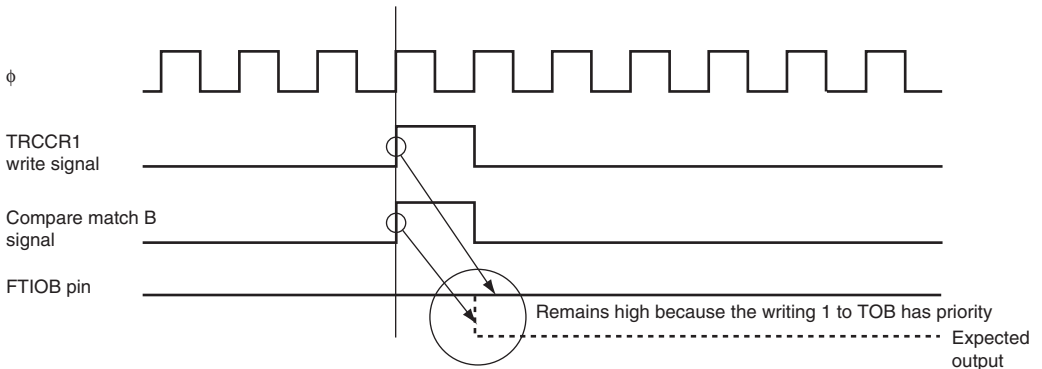 ϕ
TRCCR1
write signal
Compare match B
signal
FTIOB pin
Remains high because the writing 1 to TOB has priority
Expected
output